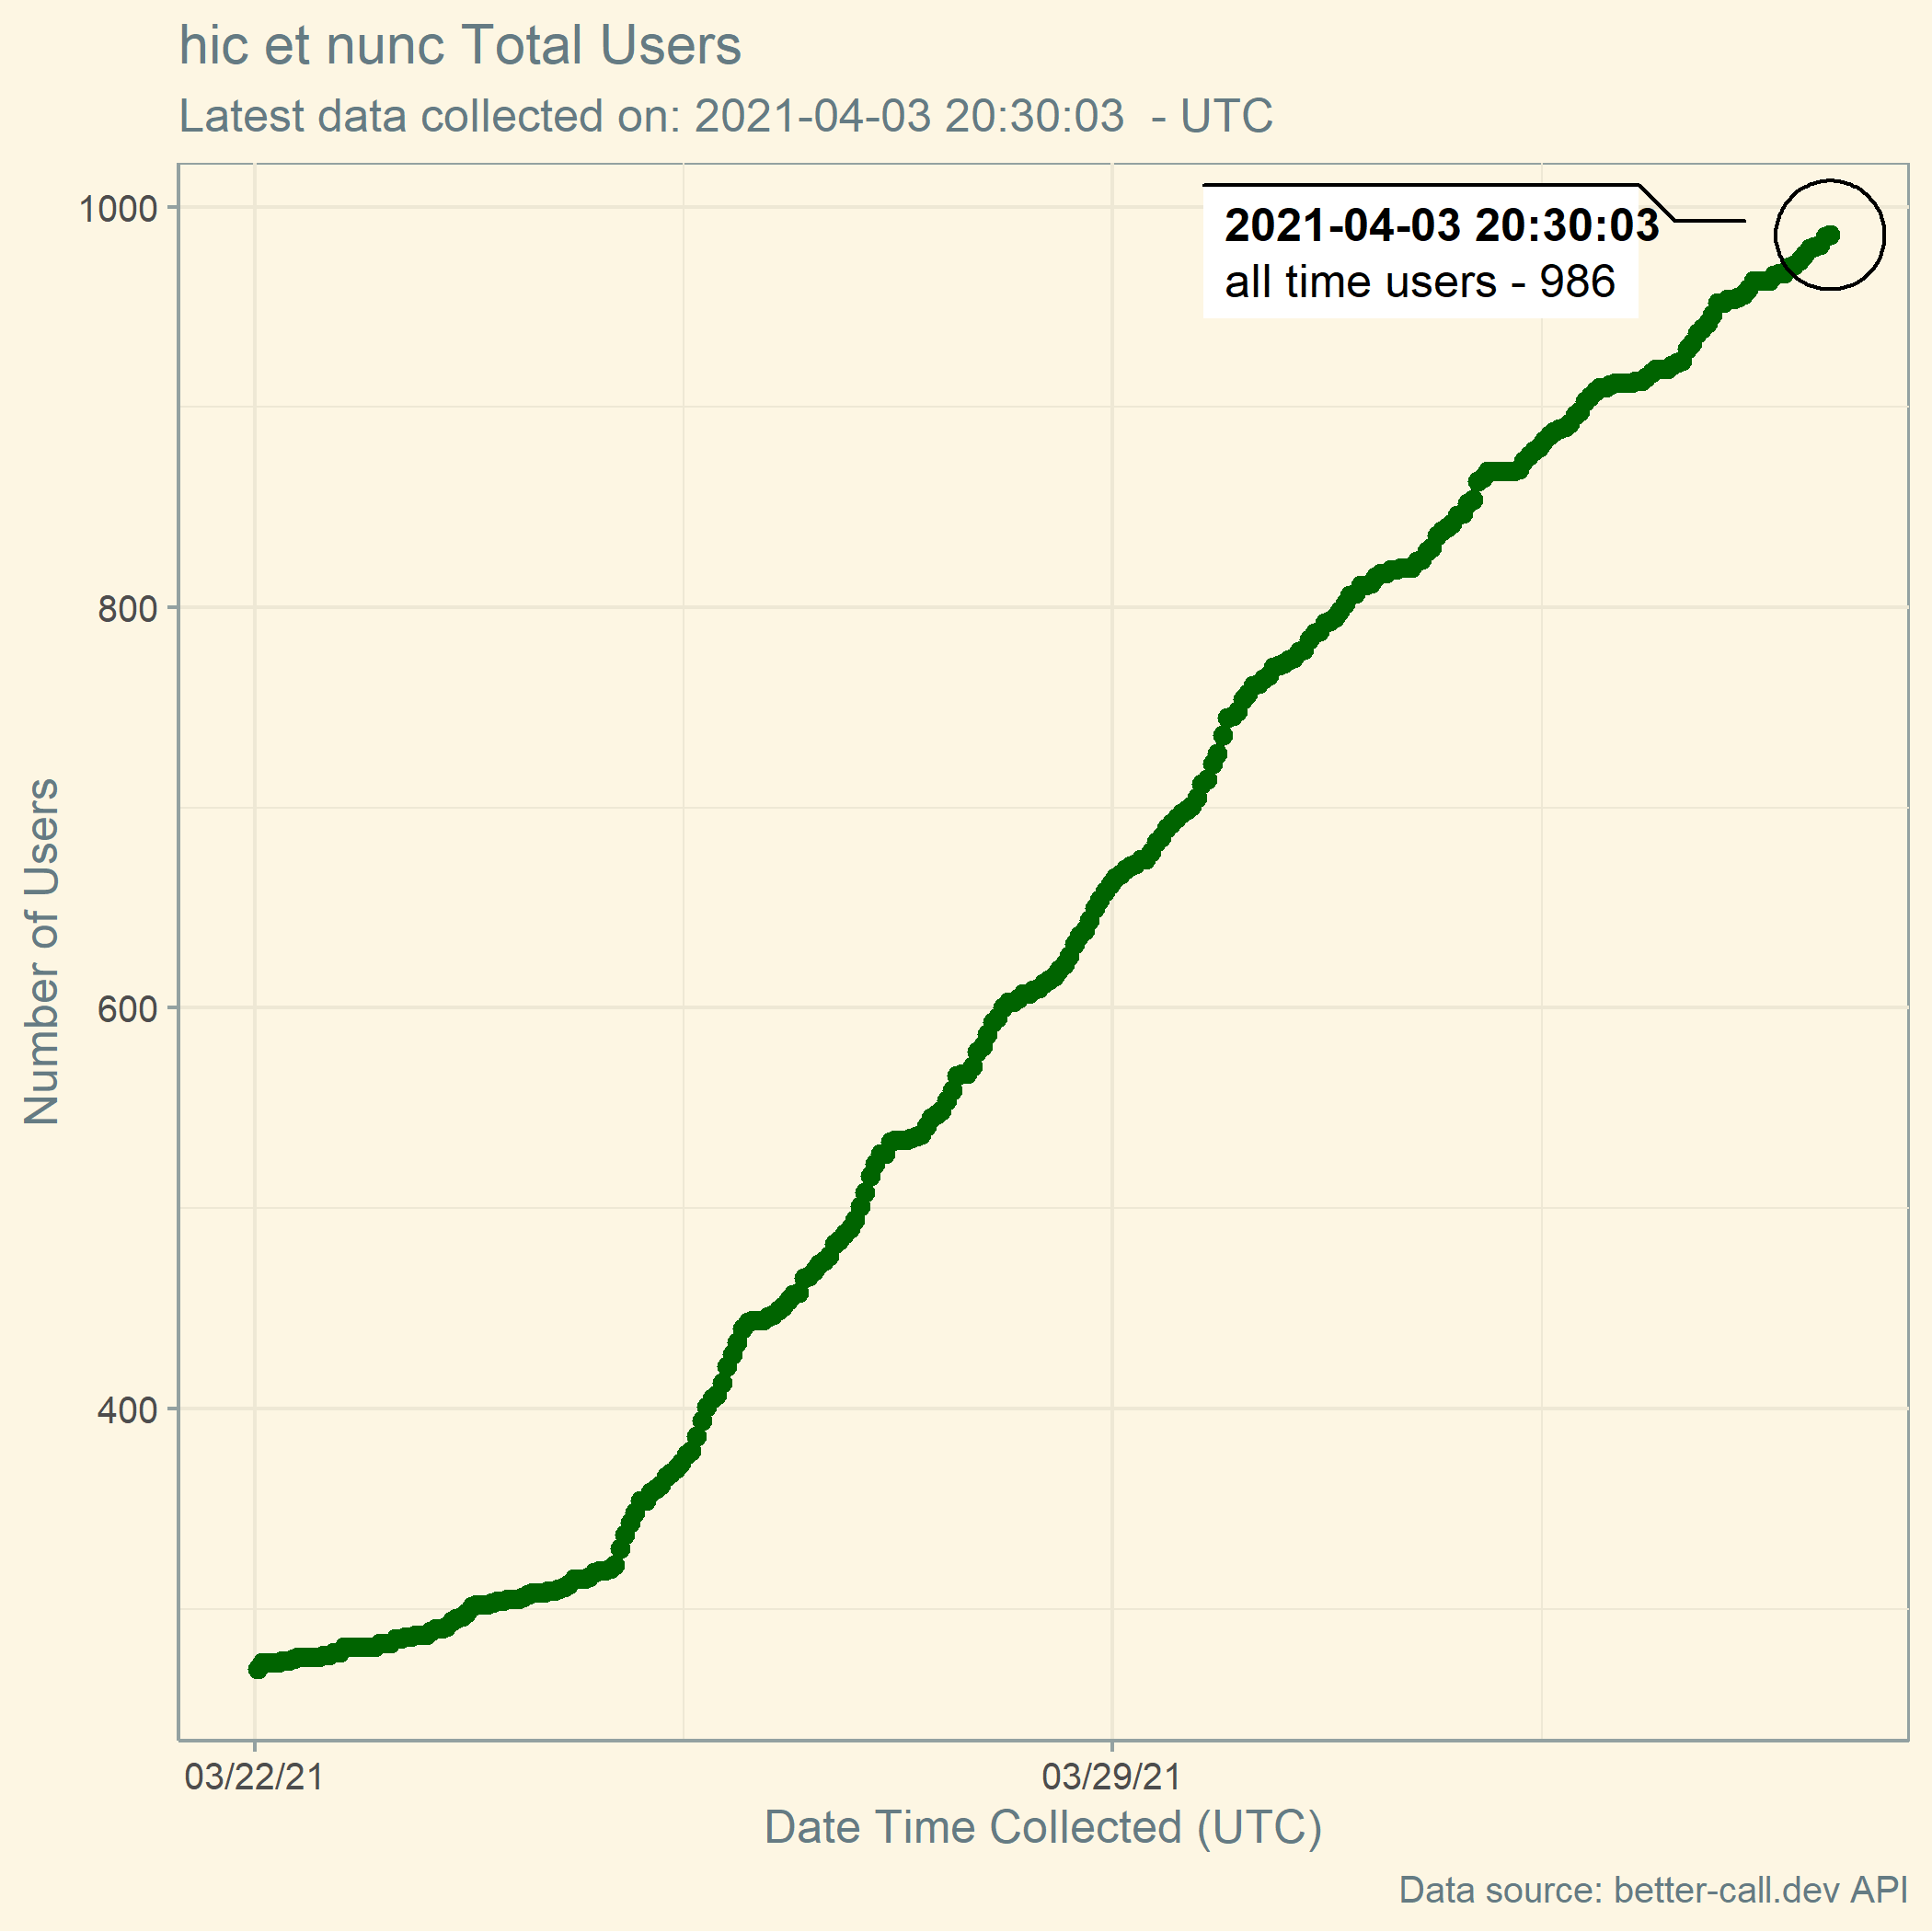 hic et nunc Total Users
Latest data collected on: 2021-04-03 20:30:03  - UTC
1000
2021-04-03 20:30:03
all time users - 986
800
Number of Users
600
400
03/22/21
03/29/21
Date Time Collected (UTC)
Data source: better-call.dev API